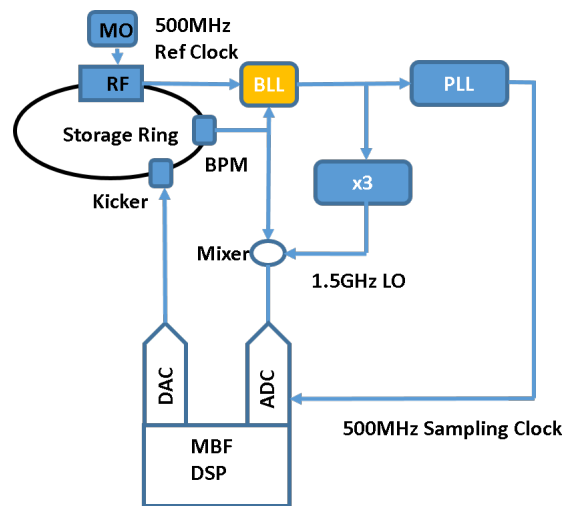 MO
500MHz
Ref Clock
RF
BLL
PLL
Storage Ring
BPM
Kicker
x3
Mixer
1.5GHz LO
DAC
ADC
500MHz Sampling Clock
MBF
DSP